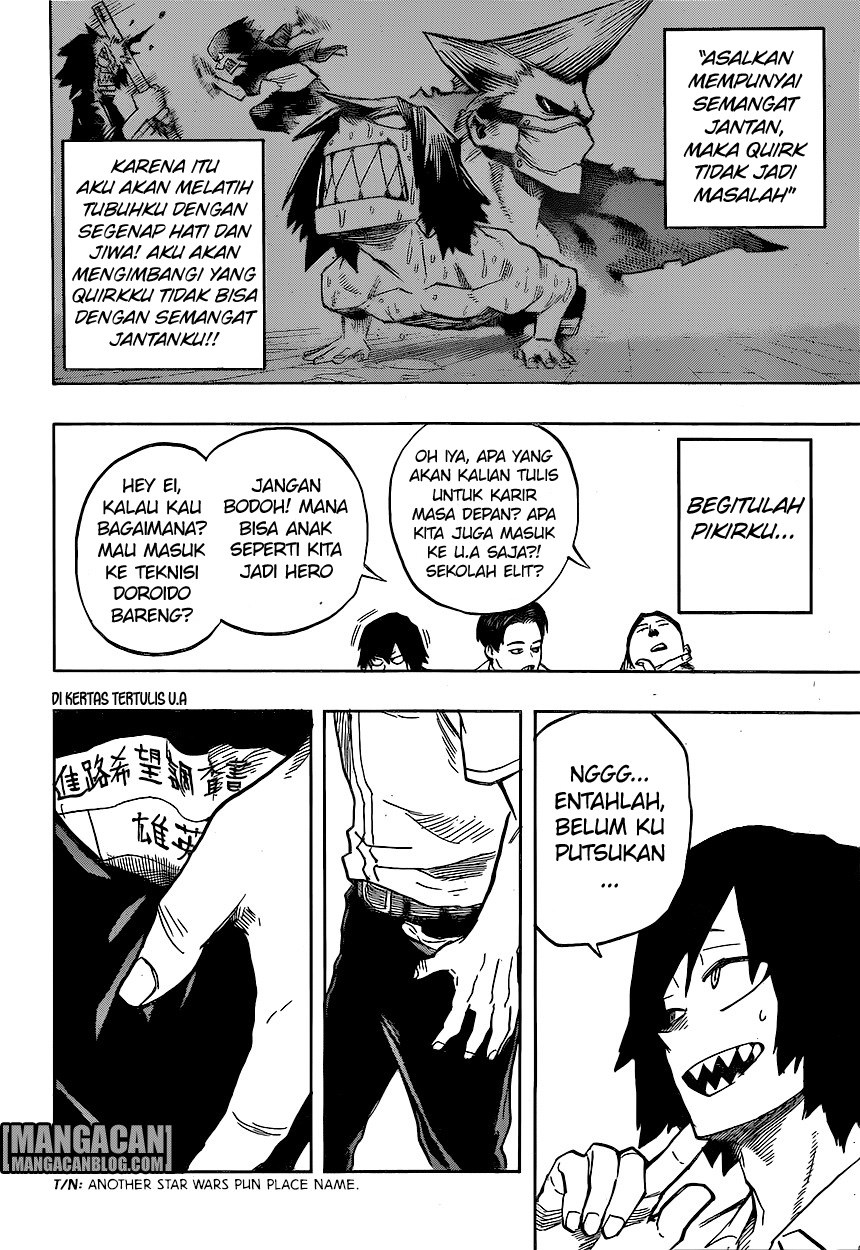 “ASALKAN
MEMPUNYAI
SEMANGAT
JANTAN,
MAKA QUIRK
TIDAK JADI
MASALAH”
KARENA ITU
AKU AKAN MELATIH
TUBUHKU DENGAN
SEGENAP HATI DAN
JIWA! AKU AKAN
MENGIMBANGI YANG
QUIRKKU TIDAK BISA
DENGAN SEMANGAT
JANTANKU!!
BEGITULAH
PIKIRKU...
OH IYA, APA YANG
AKAN KALIAN TULIS
UNTUK KARIR
MASA DEPAN? APA
KITA JUGA MASUK
KE U.A SAJA?!
SEKOLAH ELIT?
JANGAN
BODOH! MANA
BISA ANAK
SEPERTI KITA
JADI HERO
HEY EI,
KALAU KAU
BAGAIMANA?
MAU MASUK
KE TEKNISI
DOROIDO
BARENG?
NGGG...
ENTAHLAH,
BELUM KU
PUTSUKAN
...
DI KERTAS TERTULIS U.A
進路希望調査書
雄英
[MANGACAN]
MANGACANBLOG.COM
T/N: ANOTHER STAR WARS PUN PLACE NAME.